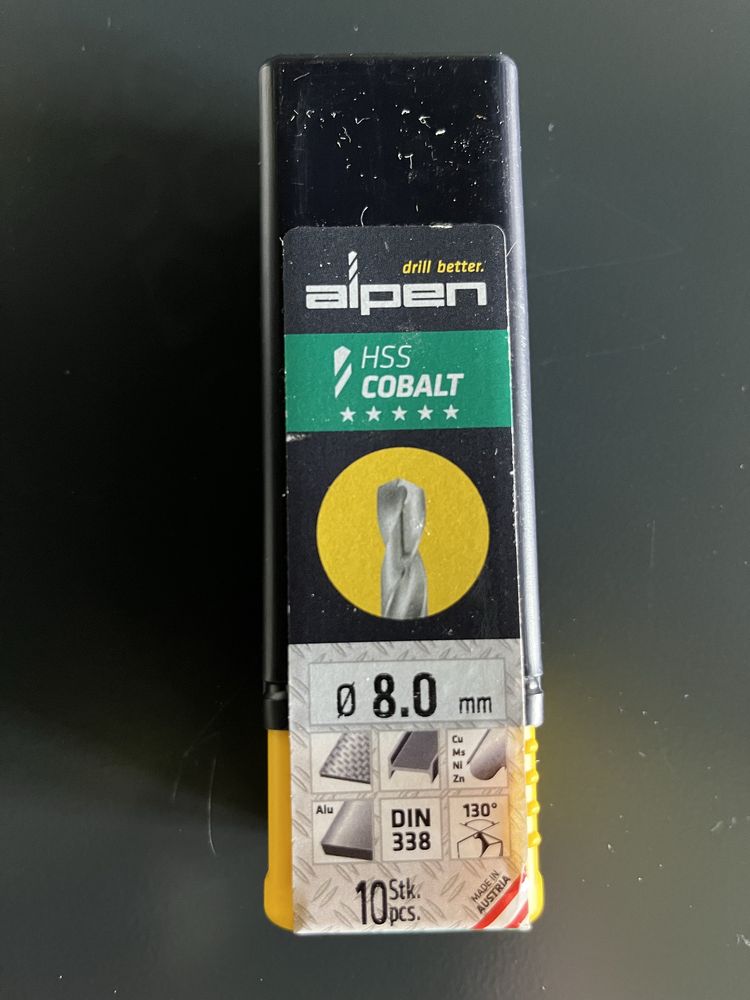 drill better.
alpen
HSS
COBALT
Ø 8.0 mm
Cu
Ms
Ni
Zn
Alu
DIN
338
130°
10 Stk.
pcs.
MADE IN
AUSTRIA